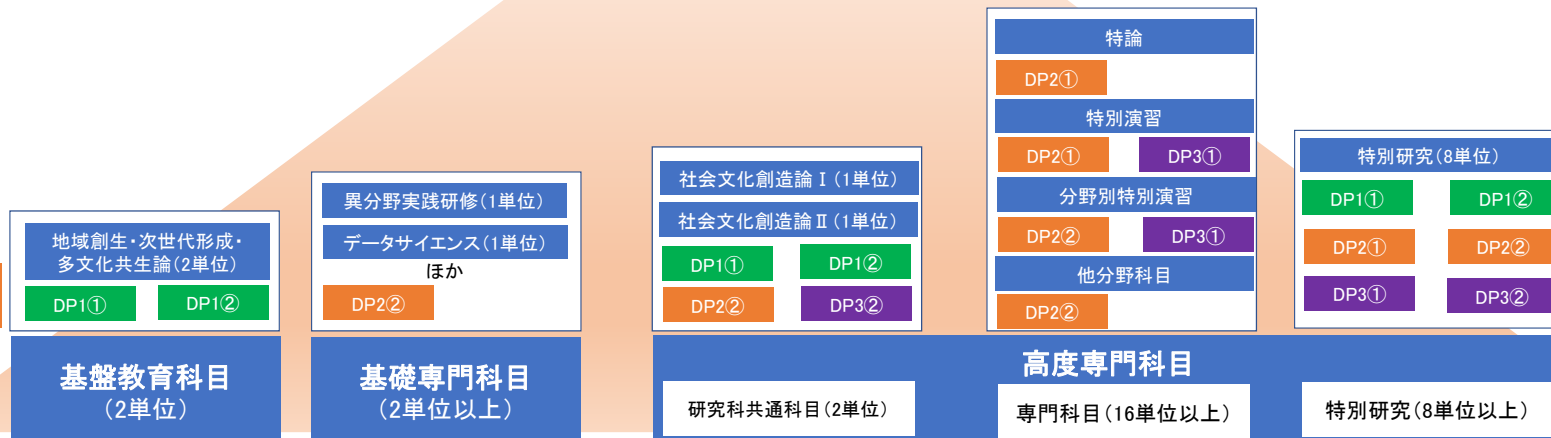 地域創生・次世代形成・
多文化共生論(2単位)
DP1① DP1②
基盤教育科目
(2単位)
異分野実践研修(1単位)
データサイエンス(1単位)
ほか
DP2②
基礎専門科目
(2単位以上)
社会文化創造論Ⅰ(1単位)
社会文化創造論Ⅱ(1単位)
DP1① DP1②
DP2② DP3②
特論
DP2①
特別演習
DP2① DP3①
分野別特別演習
DP2② DP3①
他分野科目
DP2②
特別研究(8単位)
DP1① DP1②
DP2① DP2②
DP3① DP3②
高度専門科目
研究科共通科目(2単位)
専門科目(16単位以上)
特別研究(8単位以上)